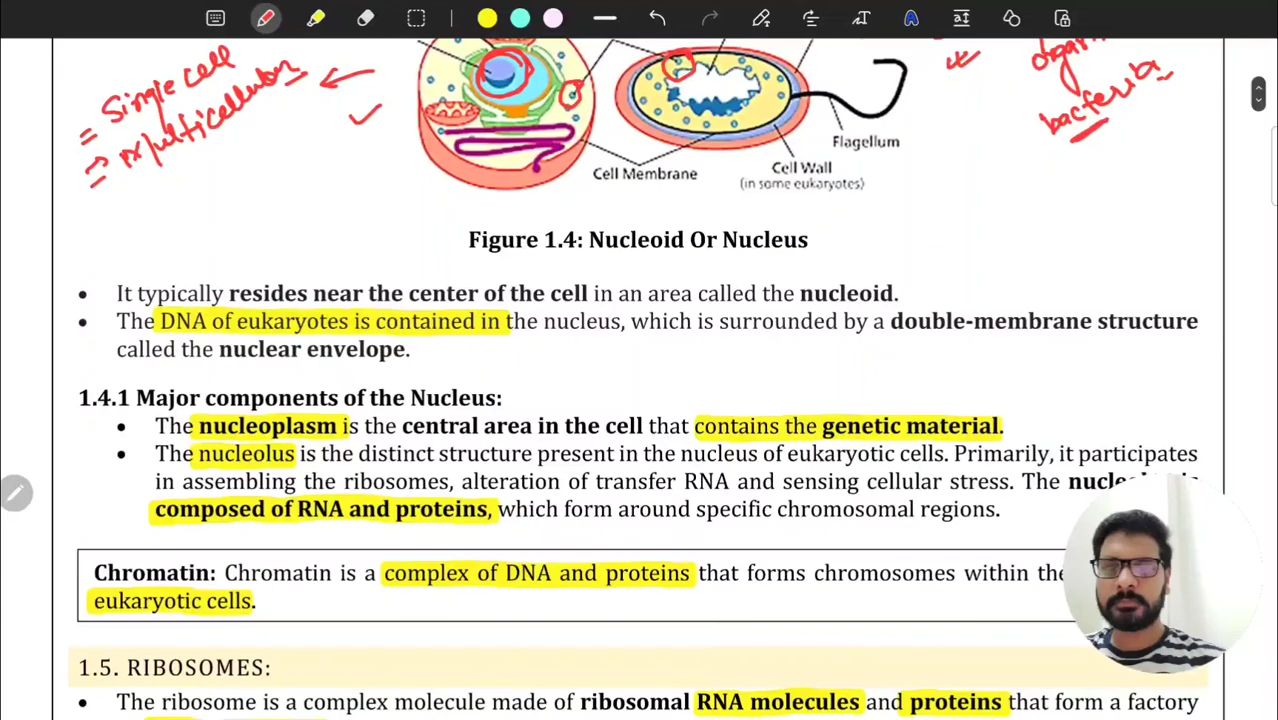 = Single cell
⇒ multicellular
organ
bacteria
Flagellum
Cell Membrane
Cell Wall
(in some eukaryotes)
Figure 1.4: Nucleoid Or Nucleus
• It typically resides near the center of the cell in an area called the nucleoid.
• The DNA of eukaryotes is contained in the nucleus, which is surrounded by a double-membrane structure
called the nuclear envelope.
1.4.1 Major components of the Nucleus:
• The nucleoplasm is the central area in the cell that contains the genetic material.
• The nucleolus is the distinct structure present in the nucleus of eukaryotic cells. Primarily, it participates
in assembling the ribosomes, alteration of transfer RNA and sensing cellular stress. The
composed of RNA and proteins, which form around specific chromosomal regions.
Chromatin: Chromatin is a complex of DNA and proteins that forms chromosomes within the
eukaryotic cells.
1.5. RIBOSOMES:
• The ribosome is a complex molecule made of ribosomal RNA molecules and proteins that form a factory